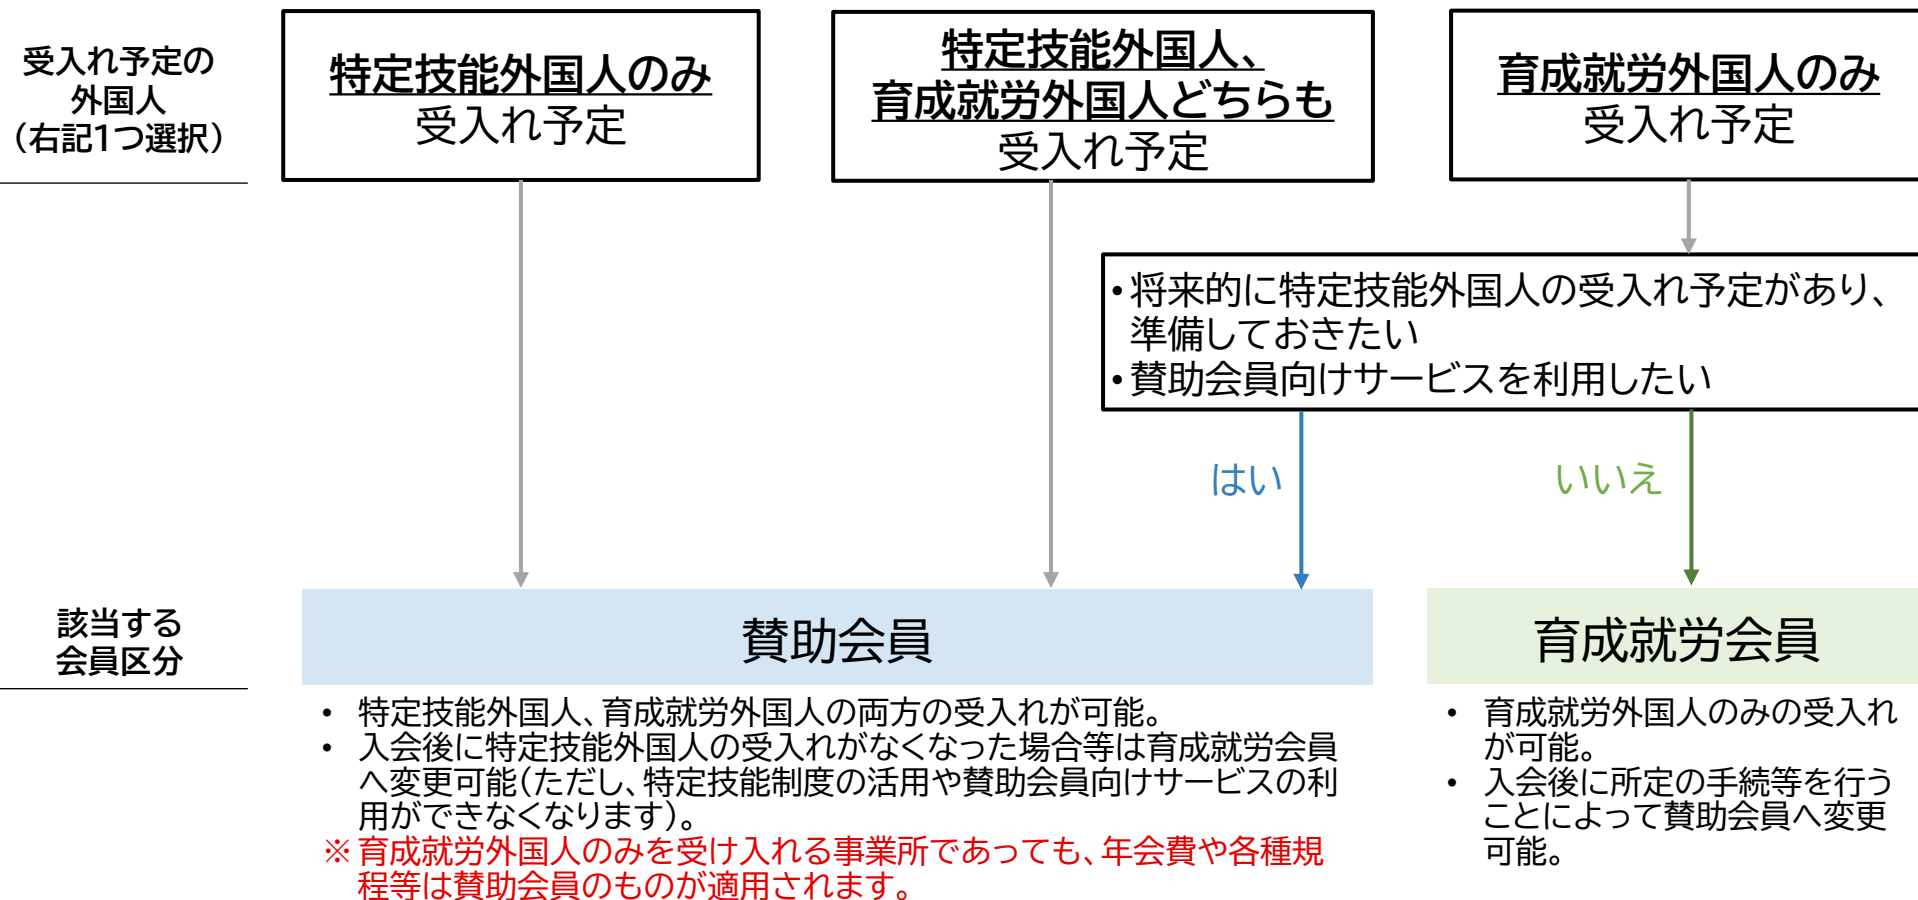 受入れ予定の
外国人
（右記1つ選択）
特定技能外国人のみ
受入れ予定
特定技能外国人、
育成就労外国人どちらも
受入れ予定
育成就労外国人のみ
受入れ予定
•将来的に特定技能外国人の受入れ予定があり、
準備しておきたい
•賛助会員向けサービスを利用したい
はい
いいえ
該当する
会員区分
賛助会員
• 特定技能外国人、育成就労外国人の両方の受入れが可能。
• 入会後に特定技能外国人の受入れがなくなった場合等は育成就労会員
へ変更可能（ただし、特定技能制度の活用や賛助会員向けサービスの利
用ができなくなります）。
※育成就労外国人のみを受け入れる事業所であっても、年会費や各種規
程等は賛助会員のものが適用されます。
育成就労会員
• 育成就労外国人のみの受入れ
が可能。
• 入会後に所定の手続等を行う
ことによって賛助会員へ変更
可能。